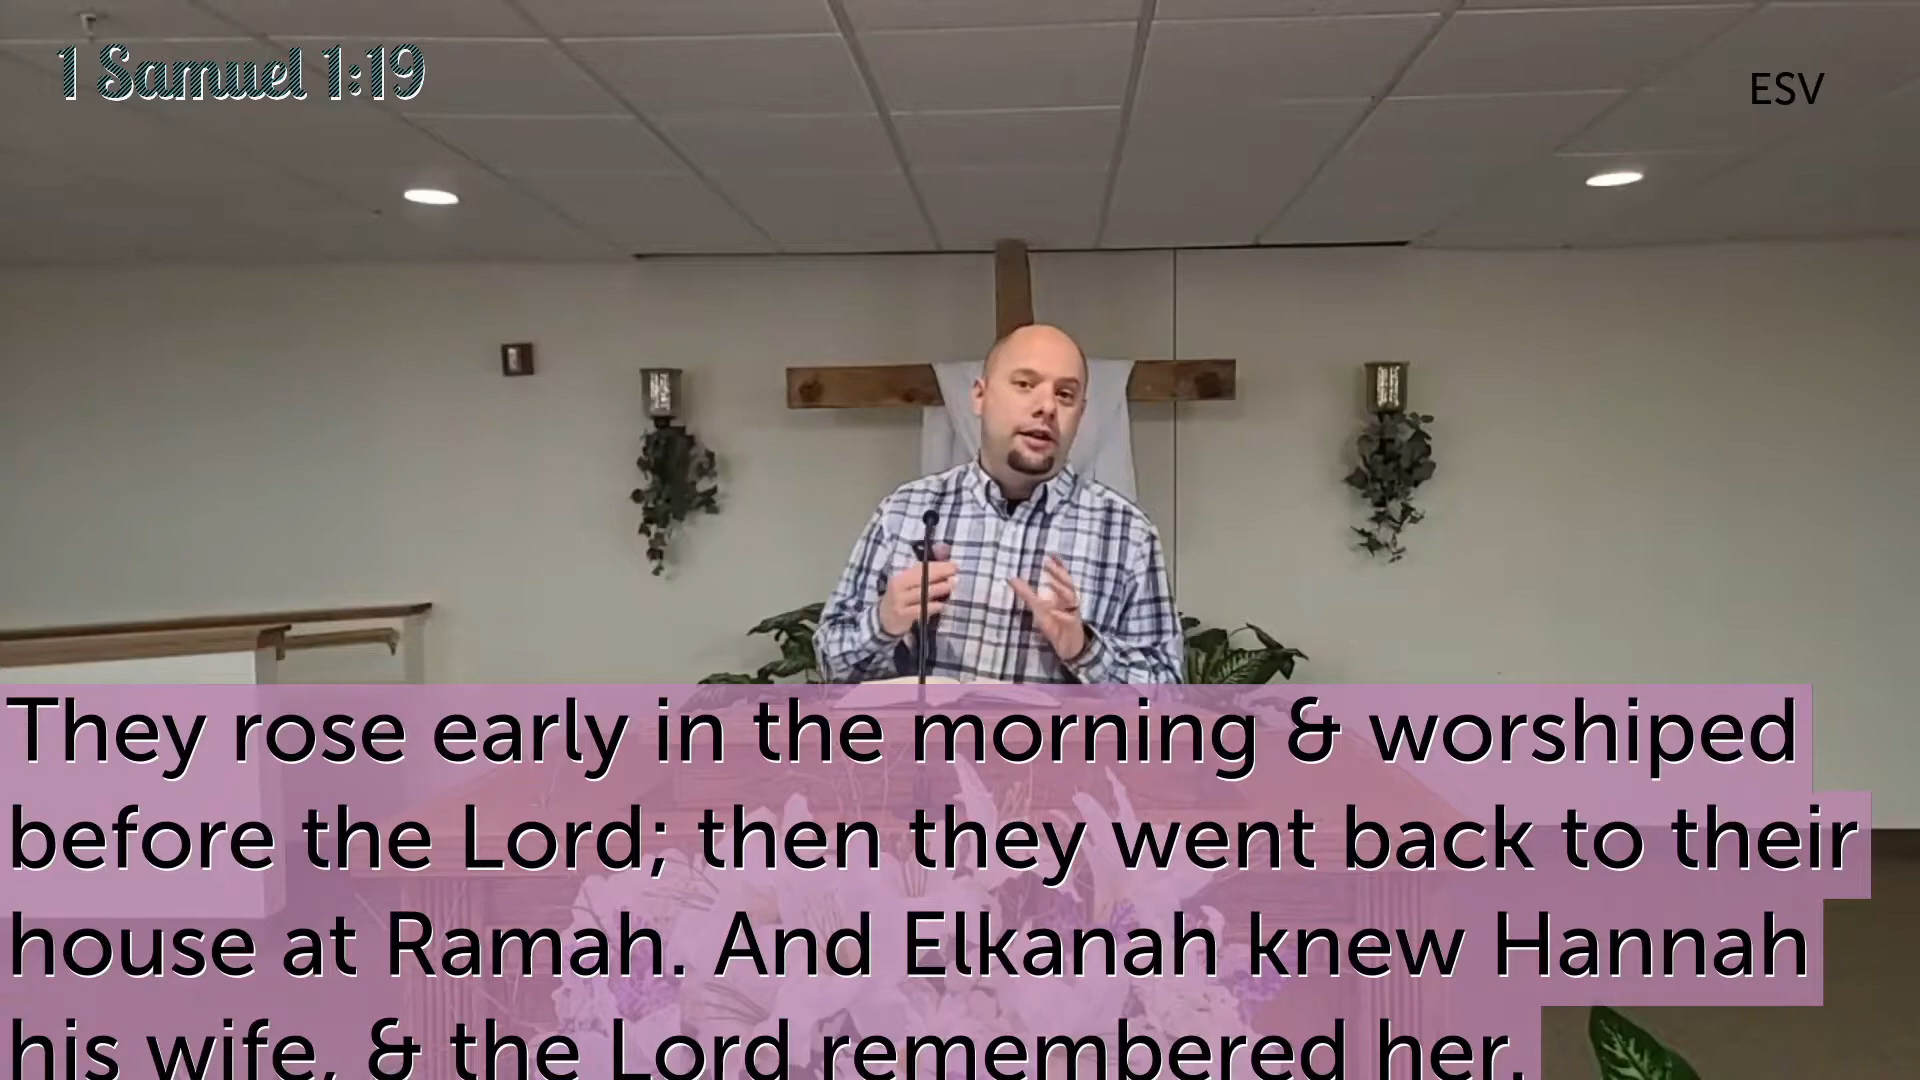 1 Samuel 1:19
ESV
They rose early in the morning & worshiped
before the Lord; then they went back to their
house at Ramah. And Elkanah knew Hannah
his wife, & the Lord remembered her.